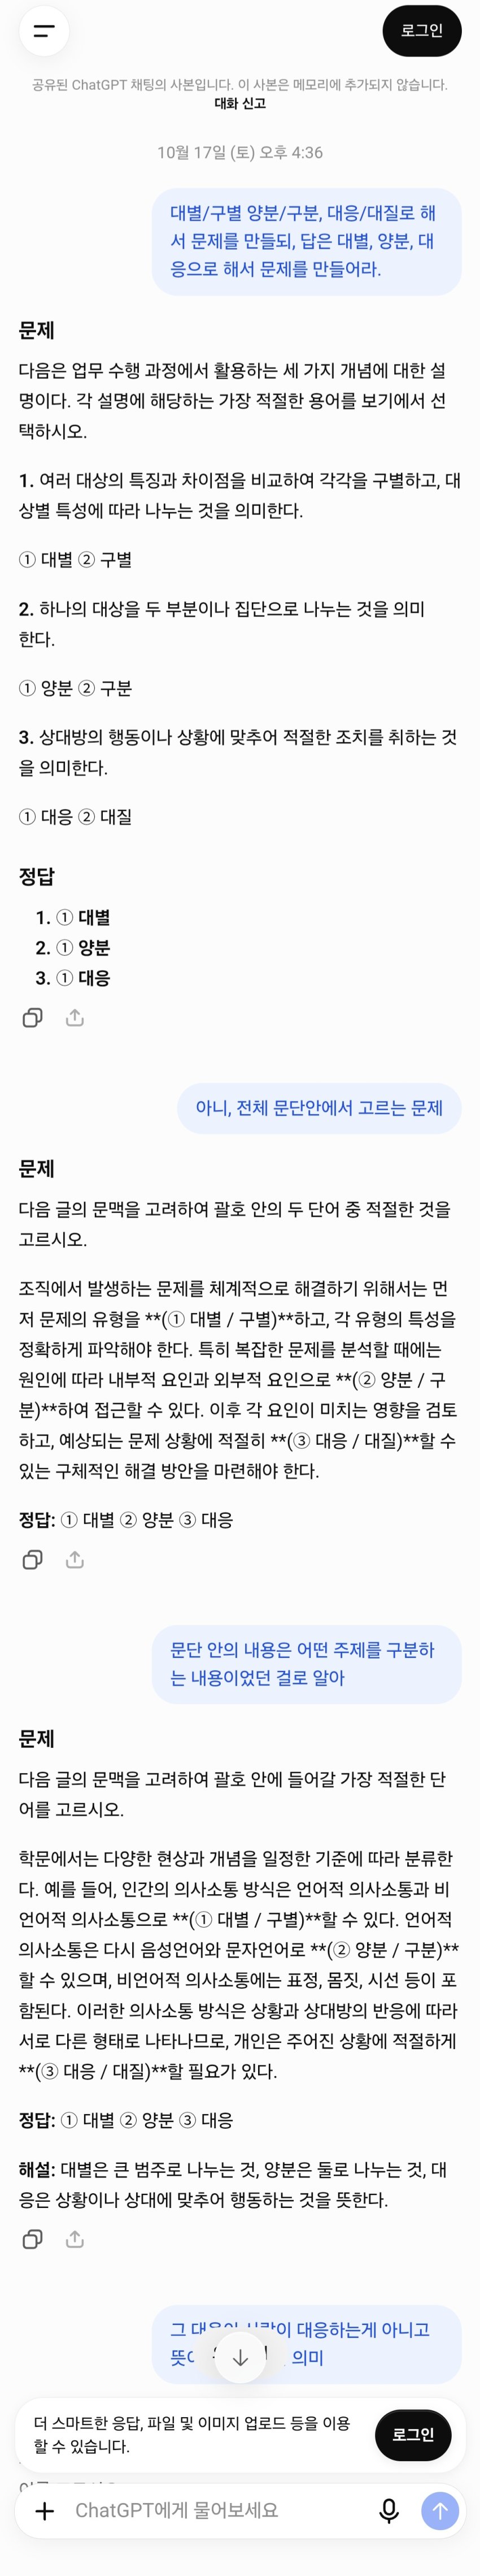 로그인
공유된 ChatGPT 채팅의 사본입니다. 이 사본은 메모리에 추가되지 않습니다.
대화 신고
10월 17일 (토) 오후 4:36
대별/구별 양분/구분, 대응/대질로 해
서 문제를 만들되, 답은 대별, 양분, 대
응으로 해서 문제를 만들어라.
문제
다음은 업무 수행 과정에서 활용하는 세 가지 개념에 대한 설
명이다. 각 설명에 해당하는 가장 적절한 용어를 보기에서 선
택하시오.
1. 여러 대상의 특징과 차이점을 비교하여 각각을 구별하고, 대
상별 특성에 따라 나누는 것을 의미한다.
① 대별 ② 구별
2. 하나의 대상을 두 부분이나 집단으로 나누는 것을 의미
한다.
① 양분 ② 구분
3. 상대방의 행동이나 상황에 맞추어 적절한 조치를 취하는 것
을 의미한다.
① 대응 ② 대질
정답
1. ① 대별
2. ① 양분
3. ① 대응
아니, 전체 문단안에서 고르는 문제
문제
다음 글의 문맥을 고려하여 괄호 안의 두 단어 중 적절한 것을
고르시오.
조직에서 발생하는 문제를 체계적으로 해결하기 위해서는 먼
저 문제의 유형을 **(① 대별 / 구별)**하고, 각 유형의 특성을
정확하게 파악해야 한다. 특히 복잡한 문제를 분석할 때에는
원인에 따라 내부적 요인과 외부적 요인으로 **(② 양분 / 구
분)**하여 접근할 수 있다. 이후 각 요인이 미치는 영향을 검토
하고, 예상되는 문제 상황에 적절히 **(③ 대응 / 대질)**할 수
있는 구체적인 해결 방안을 마련해야 한다.
정답: ① 대별 ② 양분 ③ 대응
문단 안의 내용은 어떤 주제를 구분하
는 내용이었던 걸로 알아
문제
다음 글의 문맥을 고려하여 괄호 안에 들어갈 가장 적절한 단
어를 고르시오.
학문에서는 다양한 현상과 개념을 일정한 기준에 따라 분류한
다. 예를 들어, 인간의 의사소통 방식은 언어적 의사소통과 비
언어적 의사소통으로 **(① 대별 / 구별)**할 수 있다. 언어적
의사소통은 다시 음성언어와 문자언어로 **(② 양분 / 구분)**
할 수 있으며, 비언어적 의사소통에는 표정, 몸짓, 시선 등이 포
함된다. 이러한 의사소통 방식은 상황과 상대방의 반응에 따라
서로 다른 형태로 나타나므로, 개인은 주어진 상황에 적절하게
**(③ 대응 / 대질)**할 필요가 있다.
정답: ① 대별 ② 양분 ③ 대응
해설: 대별은 큰 범주로 나누는 것, 양분은 둘로 나누는 것, 대
응은 상황이나 상대에 맞추어 행동하는 것을 뜻한다.
그 대응이 사람이 대응하는게 아니고
의미
더 스마트한 응답, 파일 및 이미지 업로드 등을 이용
할 수 있습니다.
로그인
ChatGPT에게 물어보세요